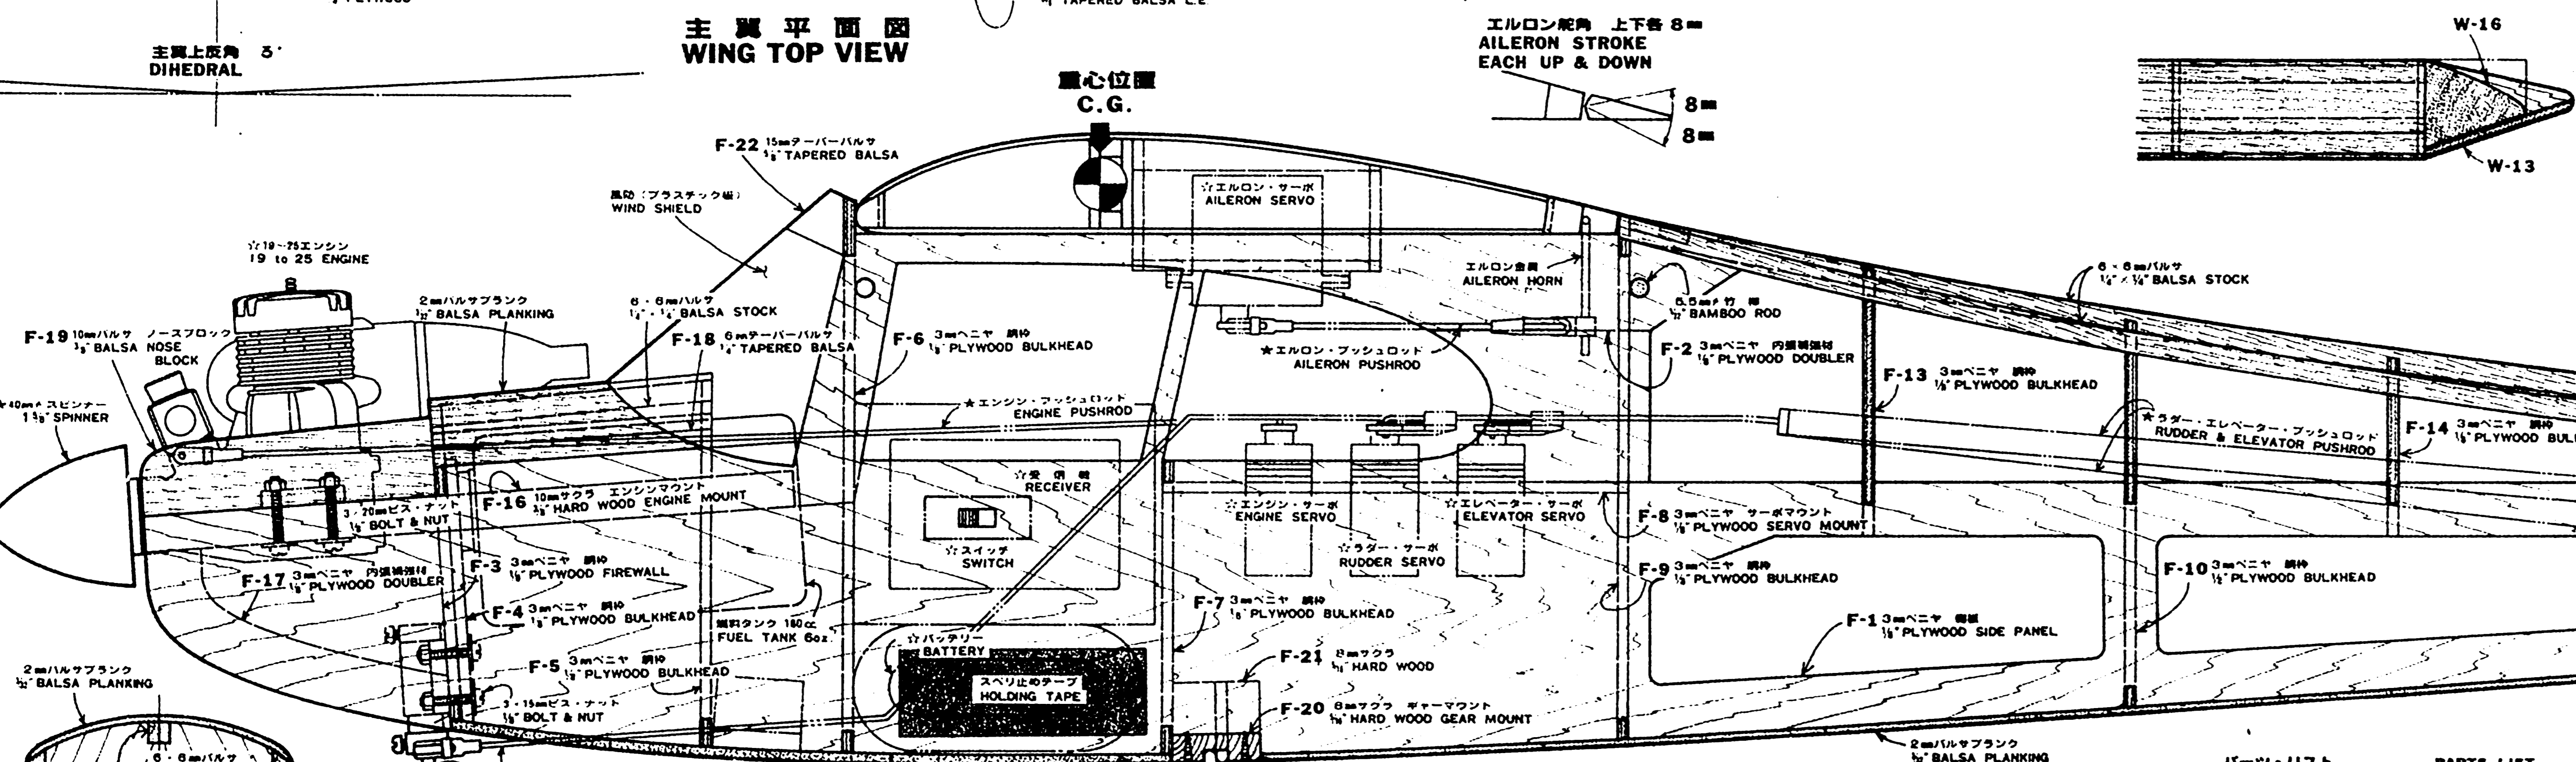 TAPERED BALSA L.E.
主翼平面図
WING TOP VIEW
主翼上反角 3°
DIHEDRAL
重心位置
C.G.
エルロン舵角 上下各 8㎜
AILERON STROKE
EACH UP & DOWN
8㎜
8㎜
W-16
W-13
F-22 15㎜テーパーバルサ
TAPERED BALSA
風防（プラスチック板）
WIND SHIELD
☆エルロン・サーボ
AILERON SERVO
☆19~25エンジン
19 to 25 ENGINE
2㎜バルサプランク
BALSA PLANKING
6×6㎜バルサ
¼"×¼" BALSA STOCK
エルロン金具
AILERON HORN
5.5㎜φ竹棒
BAMBOO ROD
6×6㎜バルサ
¼"×¼" BALSA STOCK
F-19 10㎜バルサ ノーズブロック
⅜" BALSA NOSE
BLOCK
F-18 6㎜テーパーバルサ
¼" TAPERED BALSA
F-6 3㎜ベニヤ 胴枠
⅛" PLYWOOD BULKHEAD
★エルロン・プッシュロッド
AILERON PUSHROD
F-2 3㎜ベニヤ 内張補強材
⅛" PLYWOOD DOUBLER
F-13 3㎜ベニヤ 胴枠
⅛" PLYWOOD BULKHEAD
★40㎜φスピンナー
SPINNER
★エンジン・プッシュロッド
ENGINE PUSHROD
★ラダー・エレベーター・プッシュロッド
RUDDER & ELEVATOR PUSHROD
F-14 3㎜ベニヤ 胴枠
⅛" PLYWOOD
F-16 10㎜サクラ エンジンマウント
⅜" HARD WOOD ENGINE MOUNT
3×20㎜ビス・ナット
⅛" BOLT & NUT
☆受信機
RECEIVER
☆スイッチ
SWITCH
☆エンジン・サーボ
ENGINE SERVO
☆エレベーター・サーボ
ELEVATOR SERVO
☆ラダー・サーボ
RUDDER SERVO
F-8 3㎜ベニヤ サーボマウント
⅛" PLYWOOD SERVO MOUNT
F-17 3㎜ベニヤ 内張補強材
⅛" PLYWOOD DOUBLER
F-3 3㎜ベニヤ 胴枠
⅛" PLYWOOD FIREWALL
F-9 3㎜ベニヤ 胴枠
⅛" PLYWOOD BULKHEAD
F-10 3㎜ベニヤ 胴枠
⅛" PLYWOOD BULKHEAD
F-4 3㎜ベニヤ 胴枠
⅛" PLYWOOD BULKHEAD
燃料タンク 180cc
FUEL TANK 6oz.
F-7 3㎜ベニヤ 胴枠
⅛" PLYWOOD BULKHEAD
F-1 3㎜ベニヤ 側板
⅛" PLYWOOD SIDE PANEL
☆バッテリー
BATTERY
F-5 3㎜ベニヤ 胴枠
⅛" PLYWOOD BULKHEAD
スベリ止めテープ
HOLDING TAPE
F-21 8㎜サクラ
HARD WOOD
2㎜バルサプランク
BALSA PLANKING
3×15㎜ビス・ナット
⅛" BOLT & NUT
F-20 8㎜サクラ ギャーマウント
HARD WOOD GEAR MOUNT
6×6㎜バルサ
2㎜バルサプランク
BALSA PLANKING
パーツ・リスト
PARTS LIST